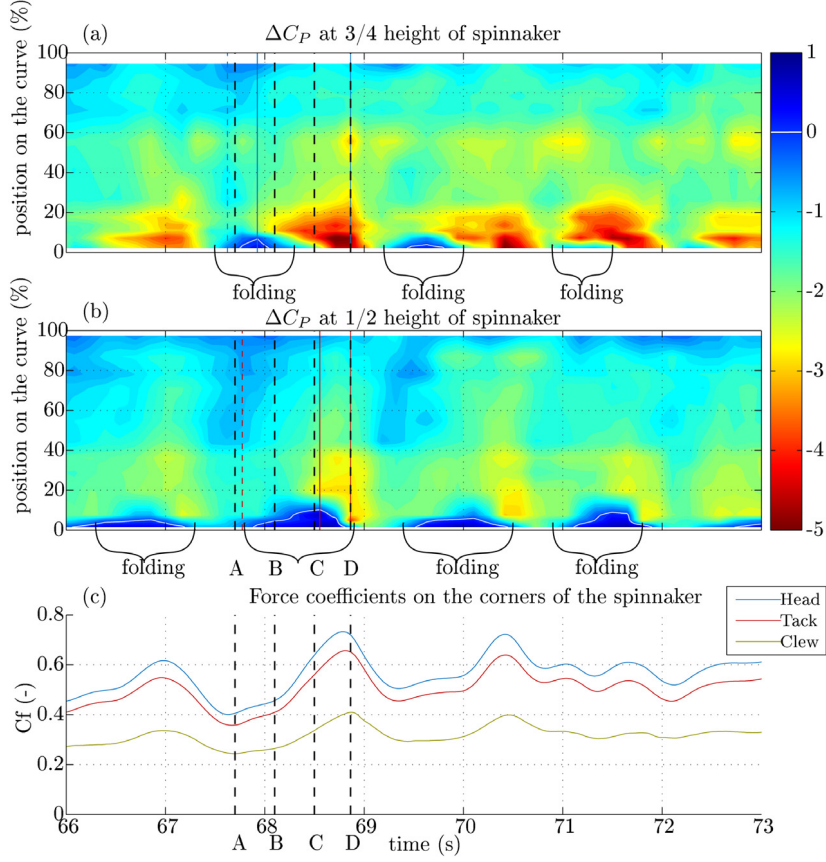 (a)
ΔC_P at 3/4 height of spinnaker
position on the curve (%)
100
80
60
40
20
0
folding
folding
folding
1
0
-1
-2
-3
-4
-5
(b)
ΔC_P at 1/2 height of spinnaker
position on the curve (%)
100
80
60
40
20
0
folding
A
B
C
D
folding
folding
(c)
Force coefficients on the corners of the spinnaker
Head
Tack
Clew
Cf (-)
0.8
0.6
0.4
0.2
0
66
67
68
69
70
71
72
73
A
B
C
D
time (s)